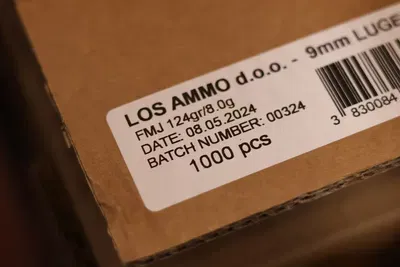 LOS AMMO d.o.o. - 9mm LUGE
FMJ 124gr/8.0g
DATE: 08.05.2024
BATCH NUMBER: 00324
1000 pcs
3 830084